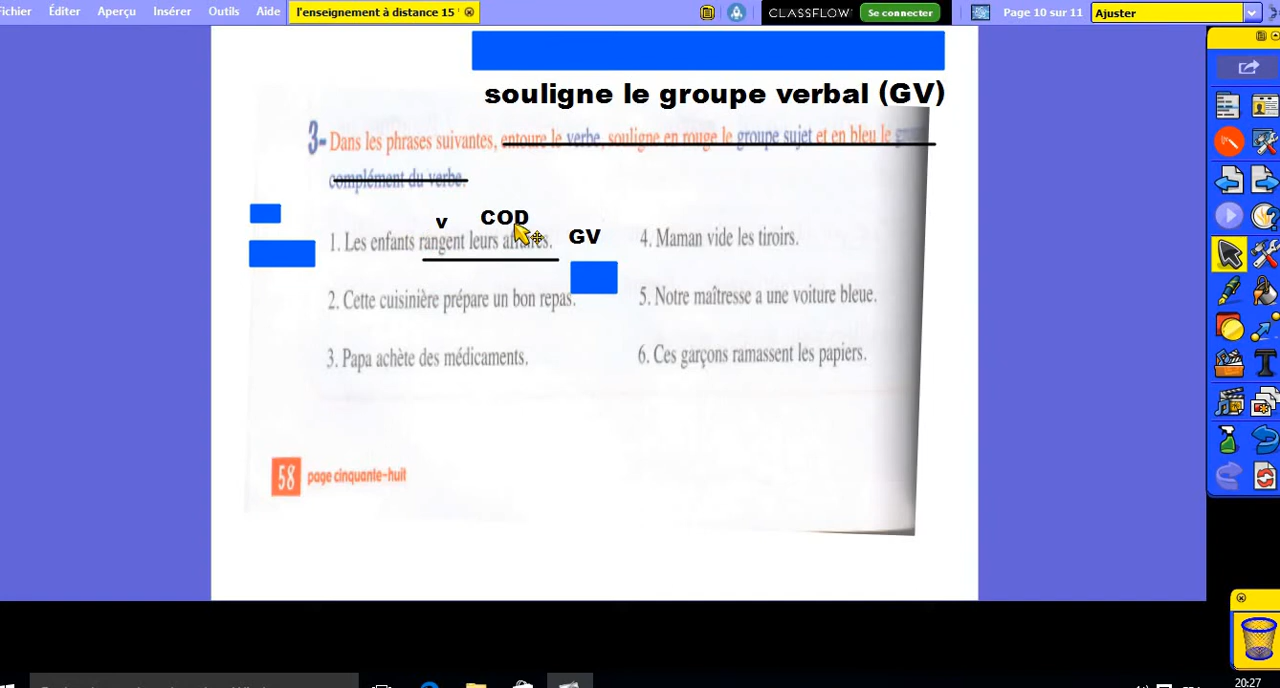 Fichier Éditer Aperçu Insérer Outils Aide l'enseignement à distance 15 CLASSFLOW Se connecter Page 10 sur 11 Ajuster
souligne le groupe verbal (GV)
3- Dans les phrases suivantes, entoure le verbe, souligne en rouge le groupe sujet et en bleu le
complément du verbe.
v COD
1. Les enfants rangent leurs affaires. GV
2. Cette cuisinière prépare un bon repas.
3. Papa achète des médicaments.
4. Maman vide les tiroirs.
5. Notre maîtresse a une voiture bleue.
6. Ces garçons ramassent les papiers.
58 page cinquante-huit
20:27